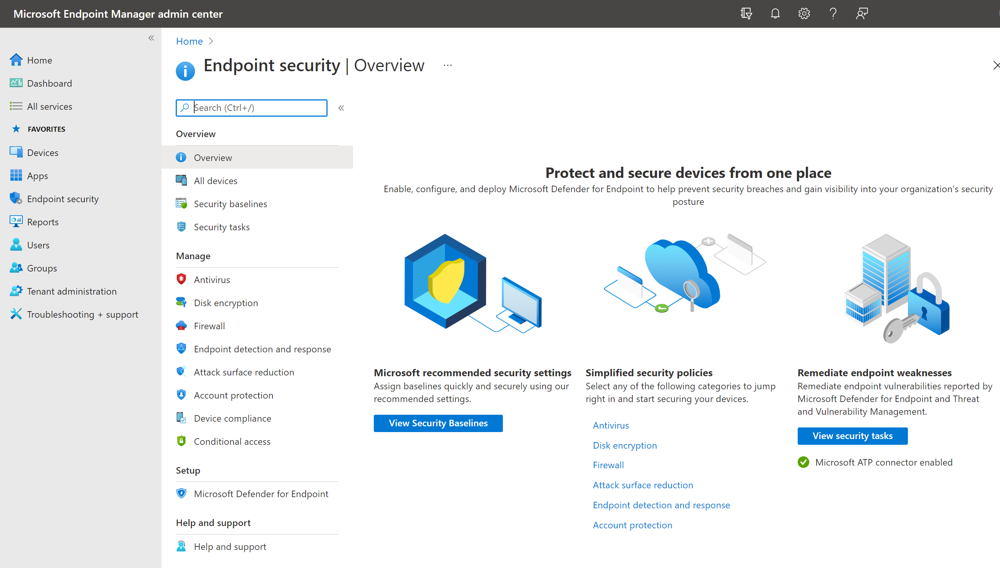 Microsoft Endpoint Manager admin center
Home
Dashboard
All services
FAVORITES
Devices
Apps
Endpoint security
Reports
Users
Groups
Tenant administration
Troubleshooting + support
Home
Endpoint security | Overview
Search (Ctrl+/)
Overview
Overview
All devices
Security baselines
Security tasks
Manage
Antivirus
Disk encryption
Firewall
Endpoint detection and response
Attack surface reduction
Account protection
Device compliance
Conditional access
Setup
Microsoft Defender for Endpoint
Help and support
Help and support
Protect and secure devices from one place
Enable, configure, and deploy Microsoft Defender for Endpoint to help prevent security breaches and gain visibility into your organization's security
posture
Microsoft recommended security settings
Assign baselines quickly and securely using our
recommended settings.
View Security Baselines
Simplified security policies
Select any of the following categories to jump
right in and start securing your devices.
Antivirus
Disk encryption
Firewall
Attack surface reduction
Endpoint detection and response
Account protection
Remediate endpoint weaknesses
Remediate endpoint vulnerabilities reported by
Microsoft Defender for Endpoint and Threat
and Vulnerability Management.
View security tasks
Microsoft ATP connector enabled